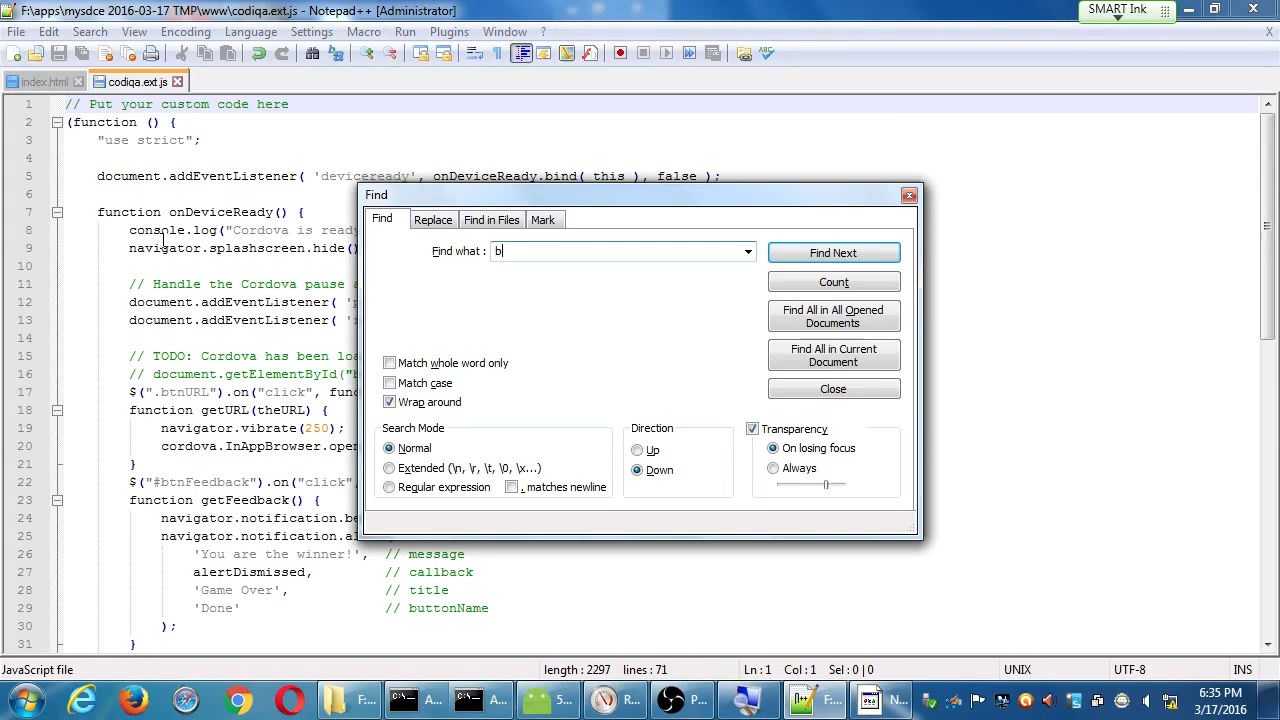 F:\apps\mysdce 2016-03-17 TMP\www\codiqa.ext.js - Notepad++ [Administrator]
SMART Ink
File Edit Search View Encoding Language Settings Macro Run Plugins Window ? X
index.html codiqa.ext.js
1 // Put your custom code here
2 (function () {
3 "use strict";
4
5 document.addEventListener( 'deviceready', onDeviceReady.bind( this ), false );
6
7 function onDeviceReady() {
8 console.log("Cordova is ready
9 navigator.splashscreen.hide()
10
11 // Handle the Cordova pause a
12 document.addEventListener( 'p
13 document.addEventListener( 'r
14
15 // TODO: Cordova has been loa
16 // document.getElementById("b
17 $(".btnURL").on("click", func
18 function getURL(theURL) {
19 navigator.vibrate(250);
20 cordova.InAppBrowser.open
21 }
22 $("#btnFeedback").on("click",
23 function getFeedback() {
24 navigator.notification.be
25 navigator.notification.al
26 'You are the winner!', // message
27 alertDismissed, // callback
28 'Game Over', // title
29 'Done' // buttonName
30 );
31 }
Find
Find Replace Find in Files Mark
Find what : b
Find Next
Count
Find All in All Opened Documents
Find All in Current Document
Close
Match whole word only
Match case
Wrap around
Search Mode
Normal
Extended (\n, \r, \t, \0, \x...)
Regular expression . matches newline
Direction
Up
Down
Transparency
On losing focus
Always
JavaScript file length : 2297 lines : 71 Ln : 1 Col : 1 Sel : 0 | 0 UNIX UTF-8 INS
F:... A... A... 5... R... P... F:... N...
6:35 PM
3/17/2016